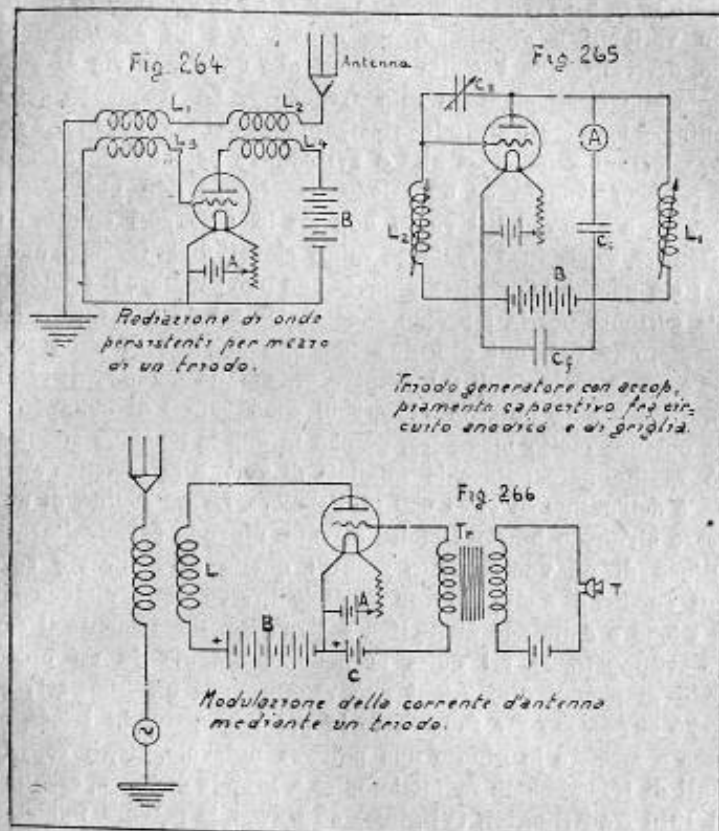 Fig. 264
Antenna
L1
L2
L3
L4
B
A
Radiazione di onde
persistenti per mezzo
di un triodo.
Fig. 265
C2
A
L2
C1
L1
B
Cf
Triodo generatore con accop,
piamento capacitivo fra cir=
cuito anodico e di griglia.
Fig. 266
Tr
T
L
A
+ B
+
C
~
Modulazione della corrente d'antenna
mediante un triodo.